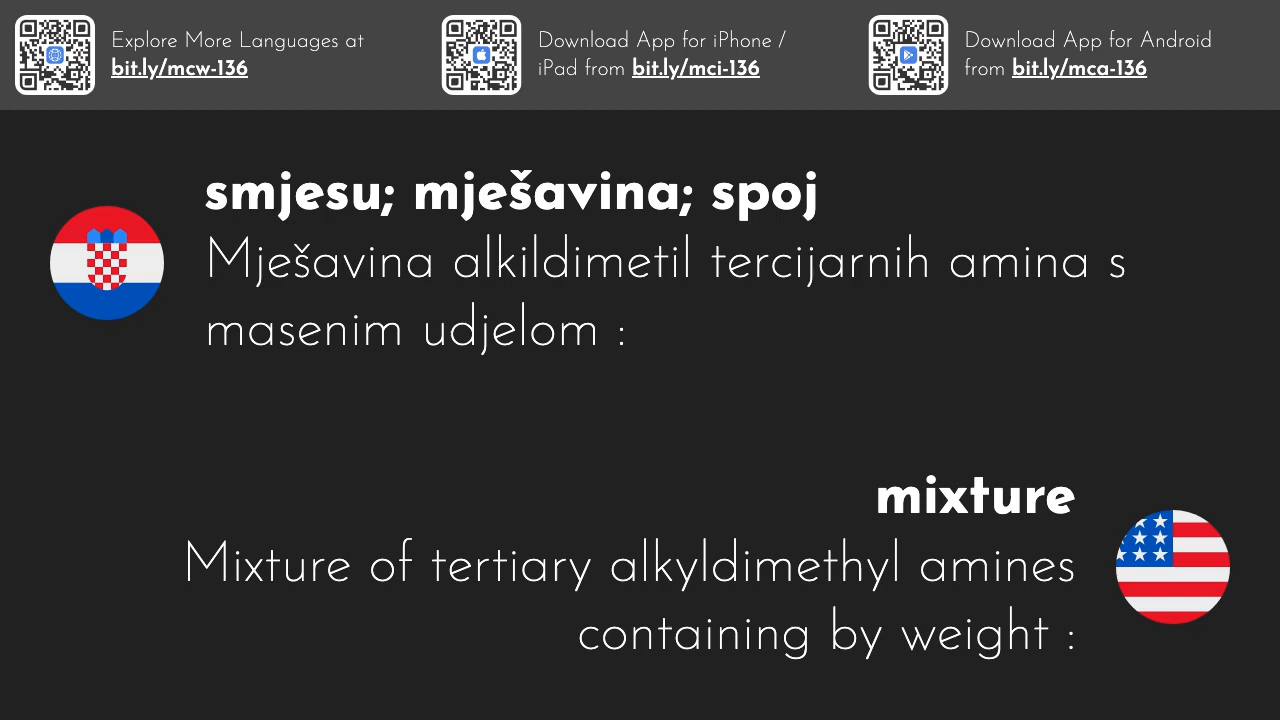 Explore More Languages at
bit.ly/mcw-136
Download App for iPhone /
iPad from bit.ly/mci-136
Download App for Android
from bit.ly/mca-136
smjesu; mješavina; spoj
Mješavina alkildimetil tercijarnih amina s
masenim udjelom :
mixture
Mixture of tertiary alkyldimethyl amines
containing by weight :